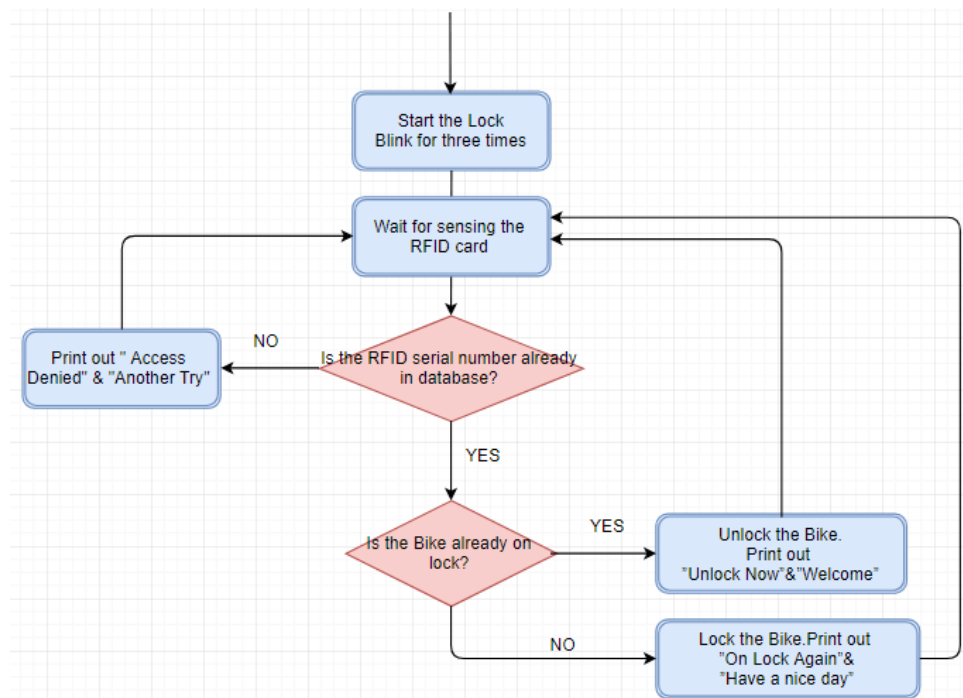 Start the Lock
Blink for three times
Wait for sensing the
RFID card
NO
Is the RFID serial number already
in database?
Print out " Access
Denied" & "Another Try"
YES
Is the Bike already on
lock?
YES
Unlock the Bike.
Print out
"Unlock Now"&"Welcome"
NO
Lock the Bike.Print out
"On Lock Again"&
"Have a nice day"